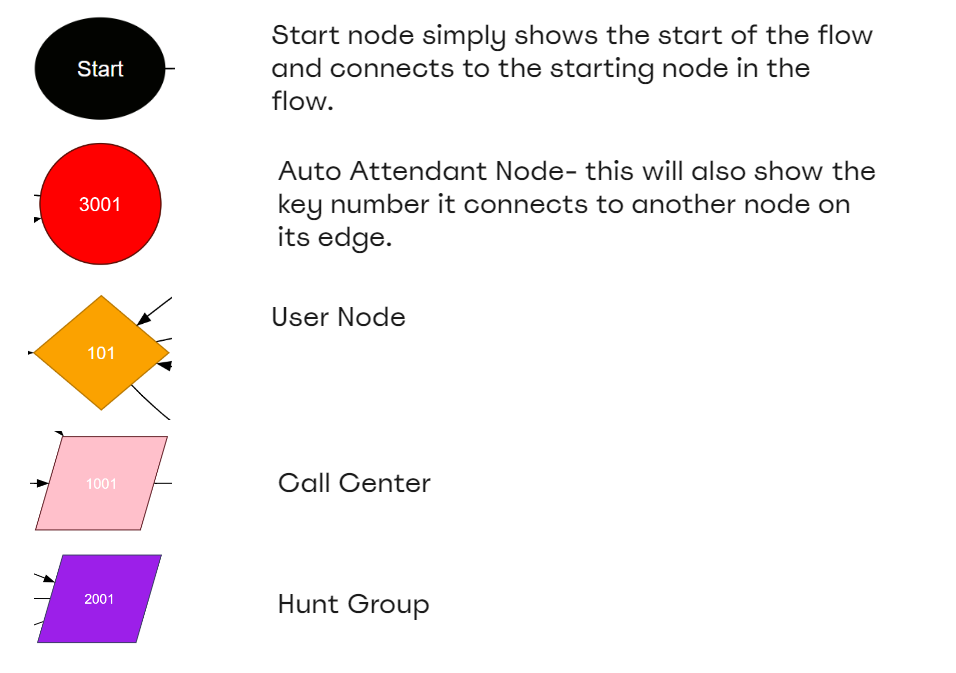 Start
Start node simply shows the start of the flow
and connects to the starting node in the
flow.
3001
Auto Attendant Node- this will also show the
key number it connects to another node on
its edge.
101
User Node
1001
Call Center
2001
Hunt Group